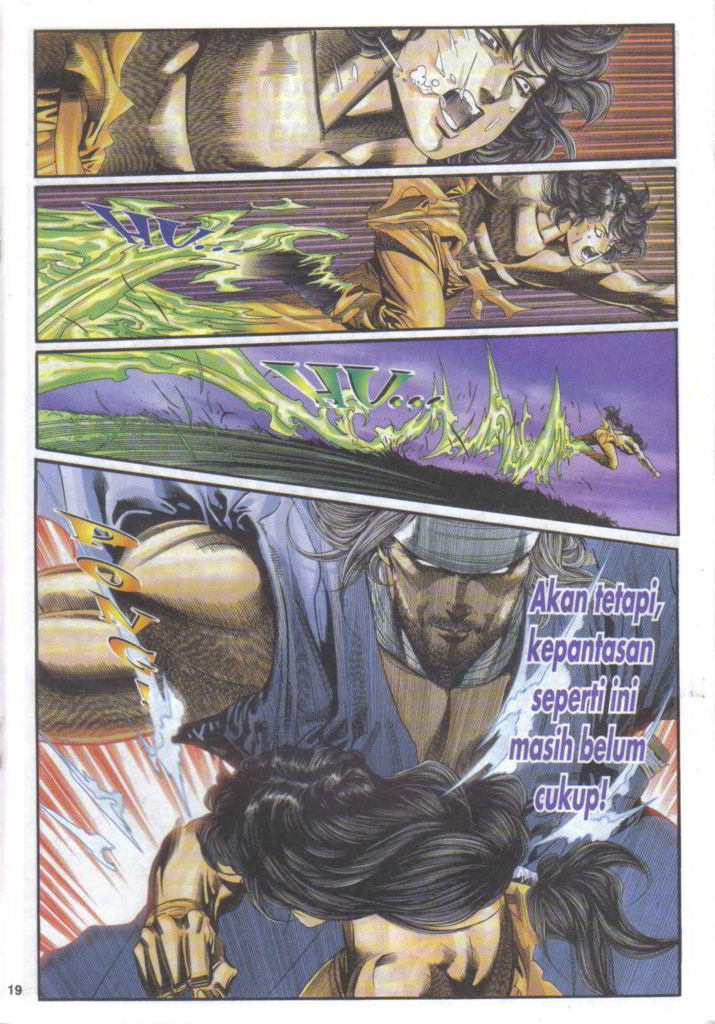 HU...
HU...
PONG!
Akan tetapi,
kepantasan
seperti ini
masih belum
cukup!
19